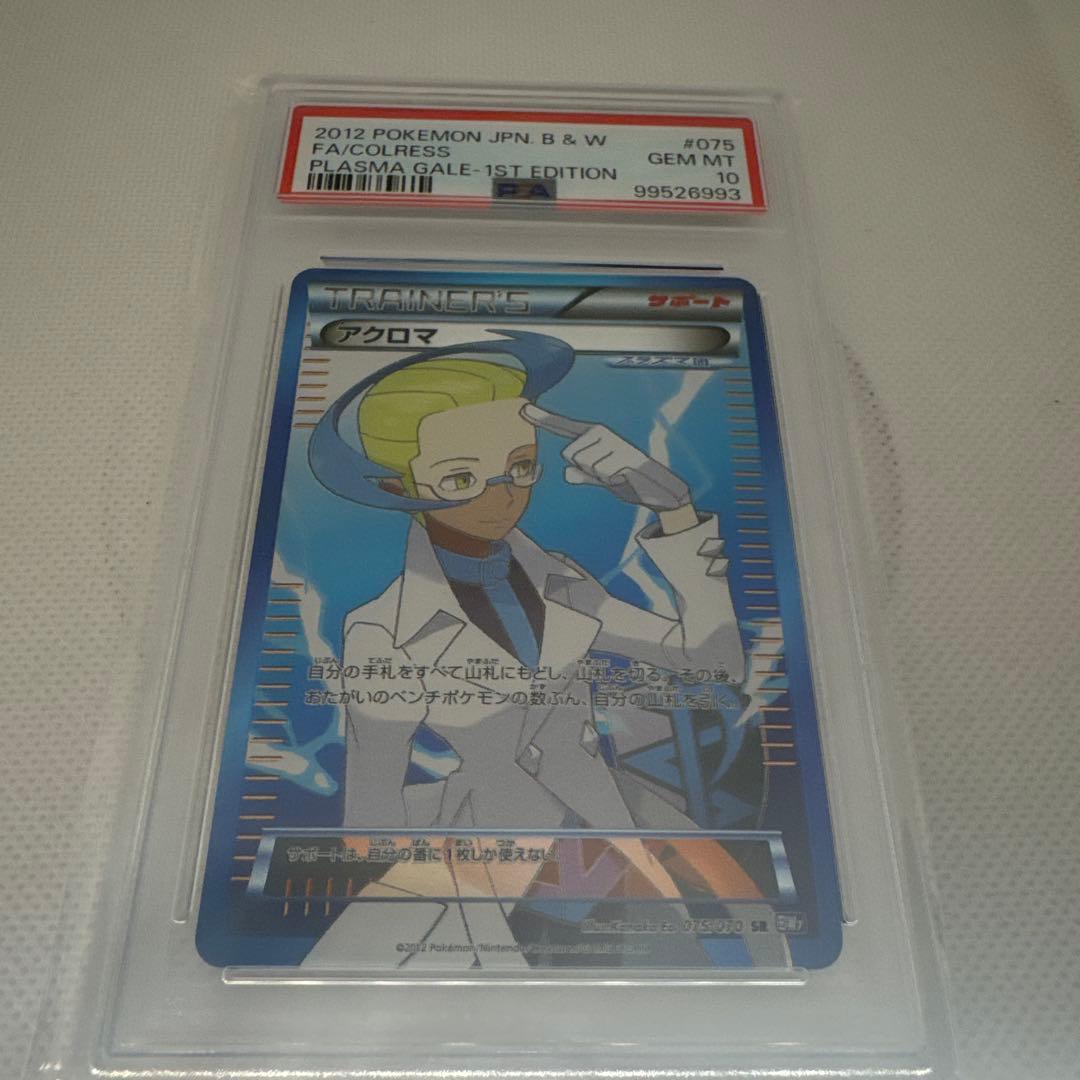 2012 POKEMON JPN. B & W #075
FA/COLRESS GEM MT
PLASMA GALE-1ST EDITION 10
PSA 99526993
TRAINER'S サポート
アクロマ
プラズマ団
自分の手札をすべて山札にもどし、山札を切る。その後、
おたがいのベンチポケモンの数ぶん、自分の山札を引く。
サポートは、自分の番に1枚しか使えない。
075/070 SR
©2012 Pokémon/Nintendo/Creatures/